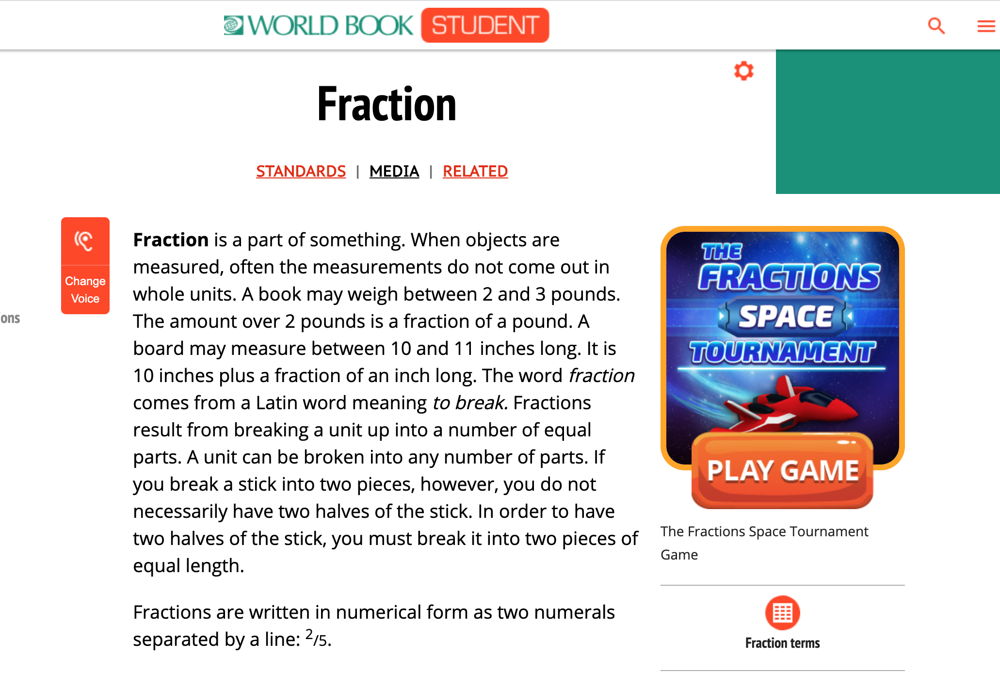 WORLD BOOK STUDENT
Fraction
STANDARDS | MEDIA | RELATED
Change
Voice
ons
Fraction is a part of something. When objects are
measured, often the measurements do not come out in
whole units. A book may weigh between 2 and 3 pounds.
The amount over 2 pounds is a fraction of a pound. A
board may measure between 10 and 11 inches long. It is
10 inches plus a fraction of an inch long. The word fraction
comes from a Latin word meaning to break. Fractions
result from breaking a unit up into a number of equal
parts. A unit can be broken into any number of parts. If
you break a stick into two pieces, however, you do not
necessarily have two halves of the stick. In order to have
two halves of the stick, you must break it into two pieces of
equal length.
Fractions are written in numerical form as two numerals
separated by a line: 2/5.
THE
FRACTIONS
SPACE
TOURNAMENT
PLAY GAME
The Fractions Space Tournament
Game
Fraction terms